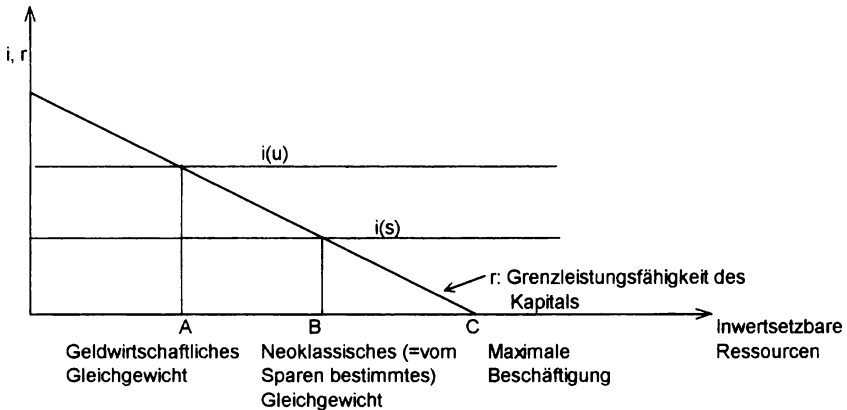 i, r
i(u)
i(s)
r: Grenzleistungsfähigkeit des
Kapitals
A
B
C
Inwertsetzbare
Ressourcen
Geldwirtschaftliches
Gleichgewicht
Neoklassisches (=vom
Sparen bestimmtes)
Gleichgewicht
Maximale
Beschäftigung